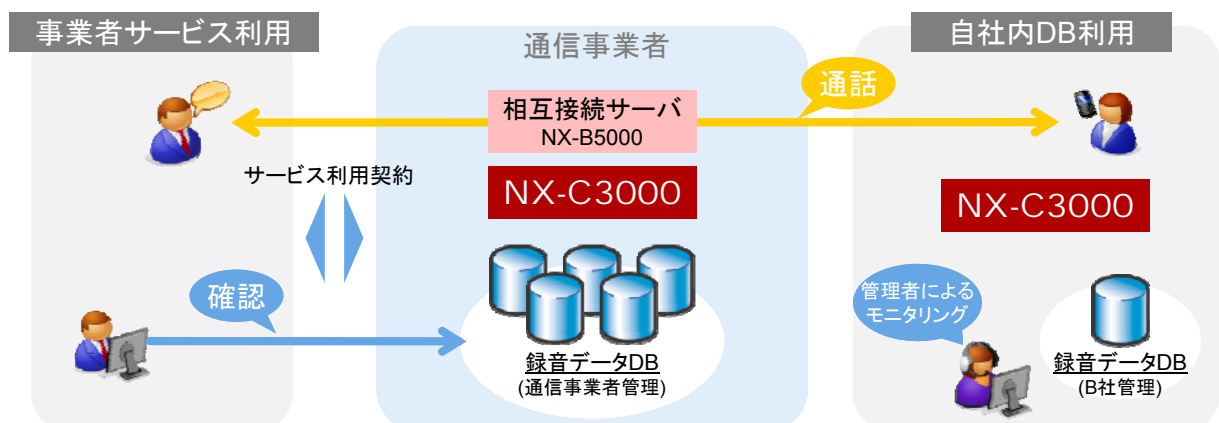 事業者サービス利用
通信事業者
自社内DB利用
通話
相互接続サーバ
NX-B5000
サービス利用契約
NX-C3000
NX-C3000
確認
管理者による
モニタリング
録音データDB
(通信事業者管理)
録音データDB
(B社管理)